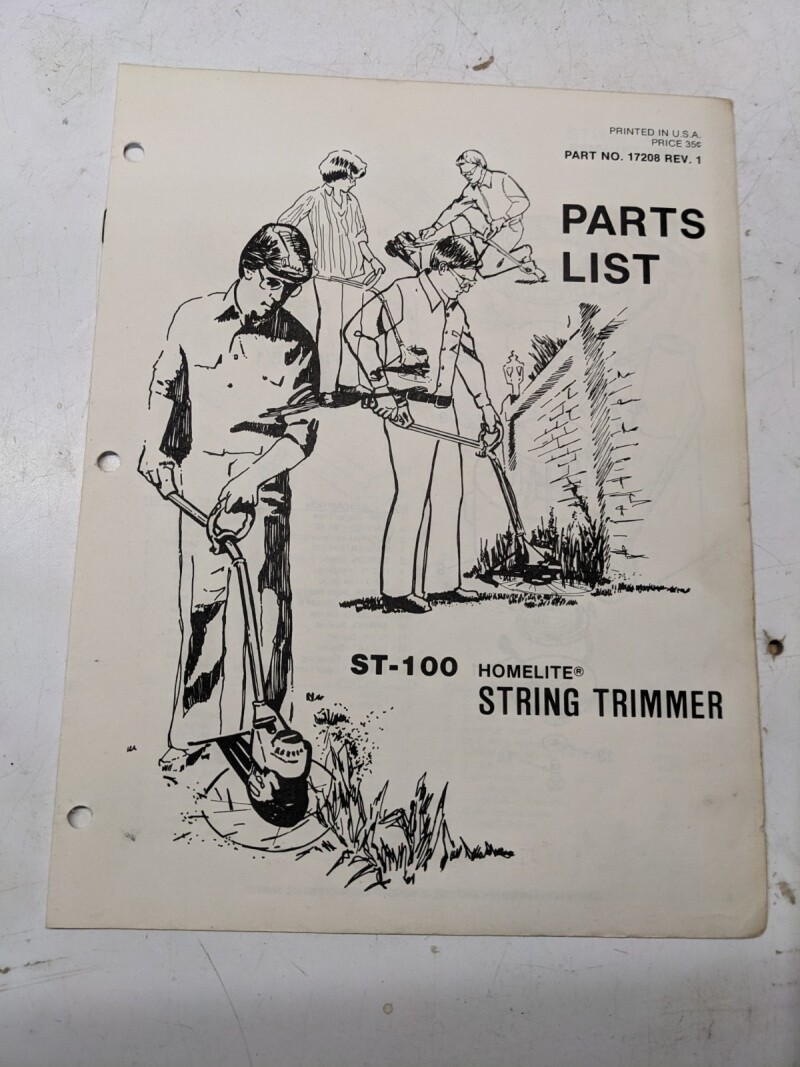 PRINTED IN U.S.A.
PRICE 35¢
PART NO. 17208 REV. 1
PARTS
LIST
ST-100 HOMELITE®
STRING TRIMMER